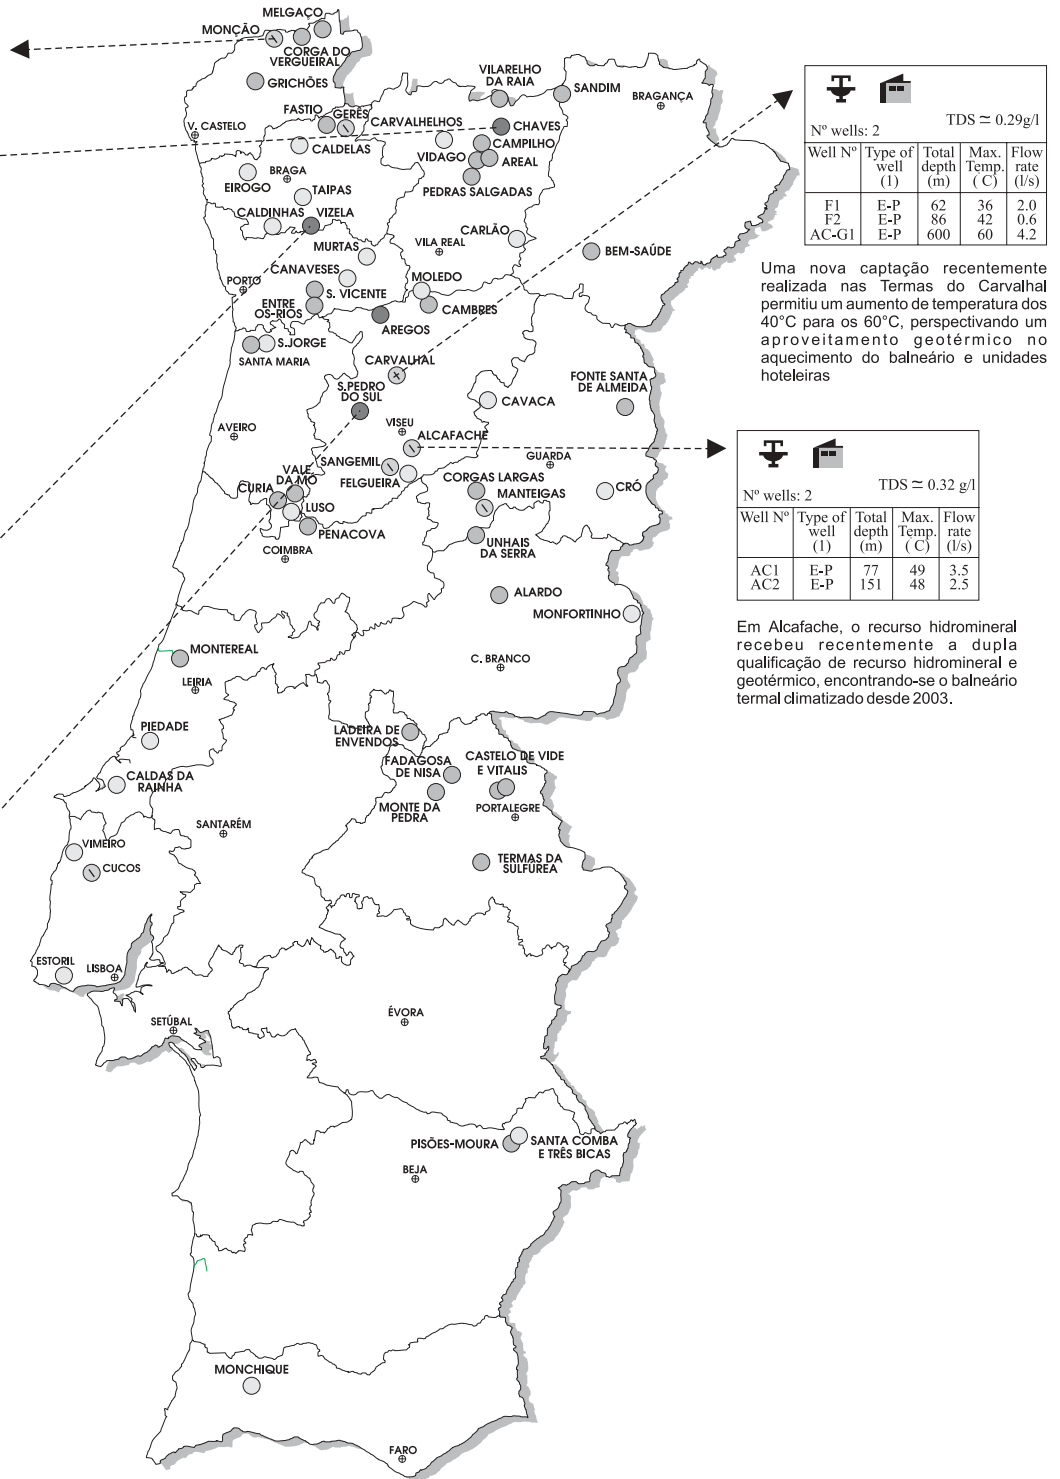 MELGAÇO
MONÇÃO
CORGA DO
VERGUEIRAL
GRICHÕES
VILARELHO
DA RAIA
SANDIM
BRAGANÇA
FASTIO
GERÊS
CARVALHELHOS
CHAVES
V. CASTELO
CAMPILHO
CALDELAS
VIDAGO
AREAL
EIROGO
BRAGA
PEDRAS SALGADAS
TAIPAS
CALDINHAS
VIZELA
CARLÃO
MURTAS
VILA REAL
BEM-SAÚDE
CANAVESES
MOLEDO
PORTO
S. VICENTE
ENTRE
OS-RIOS
CAMBRES
AREGOS
S.JORGE
SANTA MARIA
CARVALHAL
S.PEDRO
DO SUL
FONTE SANTA
DE ALMEIDA
CAVACA
AVEIRO
VISEU
ALCAFACHE
GUARDA
SANGEMIL
FELGUEIRA
VALE
DA MÓ
CORGAS LARGAS
CURIA
MANTEIGAS
CRÓ
LUSO
PENACOVA
COIMBRA
UNHAIS
DA SERRA
ALARDO
MONFORTINHO
MONTEREAL
C. BRANCO
LEIRIA
PIEDADE
LADEIRA DE
ENVENDOS
FADAGOSA
DE NISA
CASTELO DE VIDE
E VITALIS
CALDAS DA
RAINHA
MONTE DA
PEDRA
PORTALEGRE
SANTARÉM
VIMEIRO
CUCOS
TERMAS DA
SULFÚREA
ESTORIL
LISBOA
ÉVORA
SETÚBAL
PISÕES-MOURA
SANTA COMBA
E TRÊS BICAS
BEJA
MONCHIQUE
FARO
TDS ≃ 0.29g/l
Nº wells: 2
Well Nº Type of well (1) Total depth (m) Max. Temp. ( C) Flow rate (l/s)
F1 E-P 62 36 2.0
F2 E-P 86 42 0.6
AC-G1 E-P 600 60 4.2
Uma nova captação recentemente
realizada nas Termas do Carvalhal
permitiu um aumento de temperatura dos
40°C para os 60°C, perspectivando um
aproveitamento geotérmico no
aquecimento do balneário e unidades
hoteleiras
TDS ≃ 0.32 g/l
Nº wells: 2
Well Nº Type of well (1) Total depth (m) Max. Temp. ( C) Flow rate (l/s)
AC1 E-P 77 49 3.5
AC2 E-P 151 48 2.5
Em Alcafache, o recurso hidromineral
recebeu recentemente a dupla
qualificação de recurso hidromineral e
geotérmico, encontrando-se o balneário
termal climatizado desde 2003.